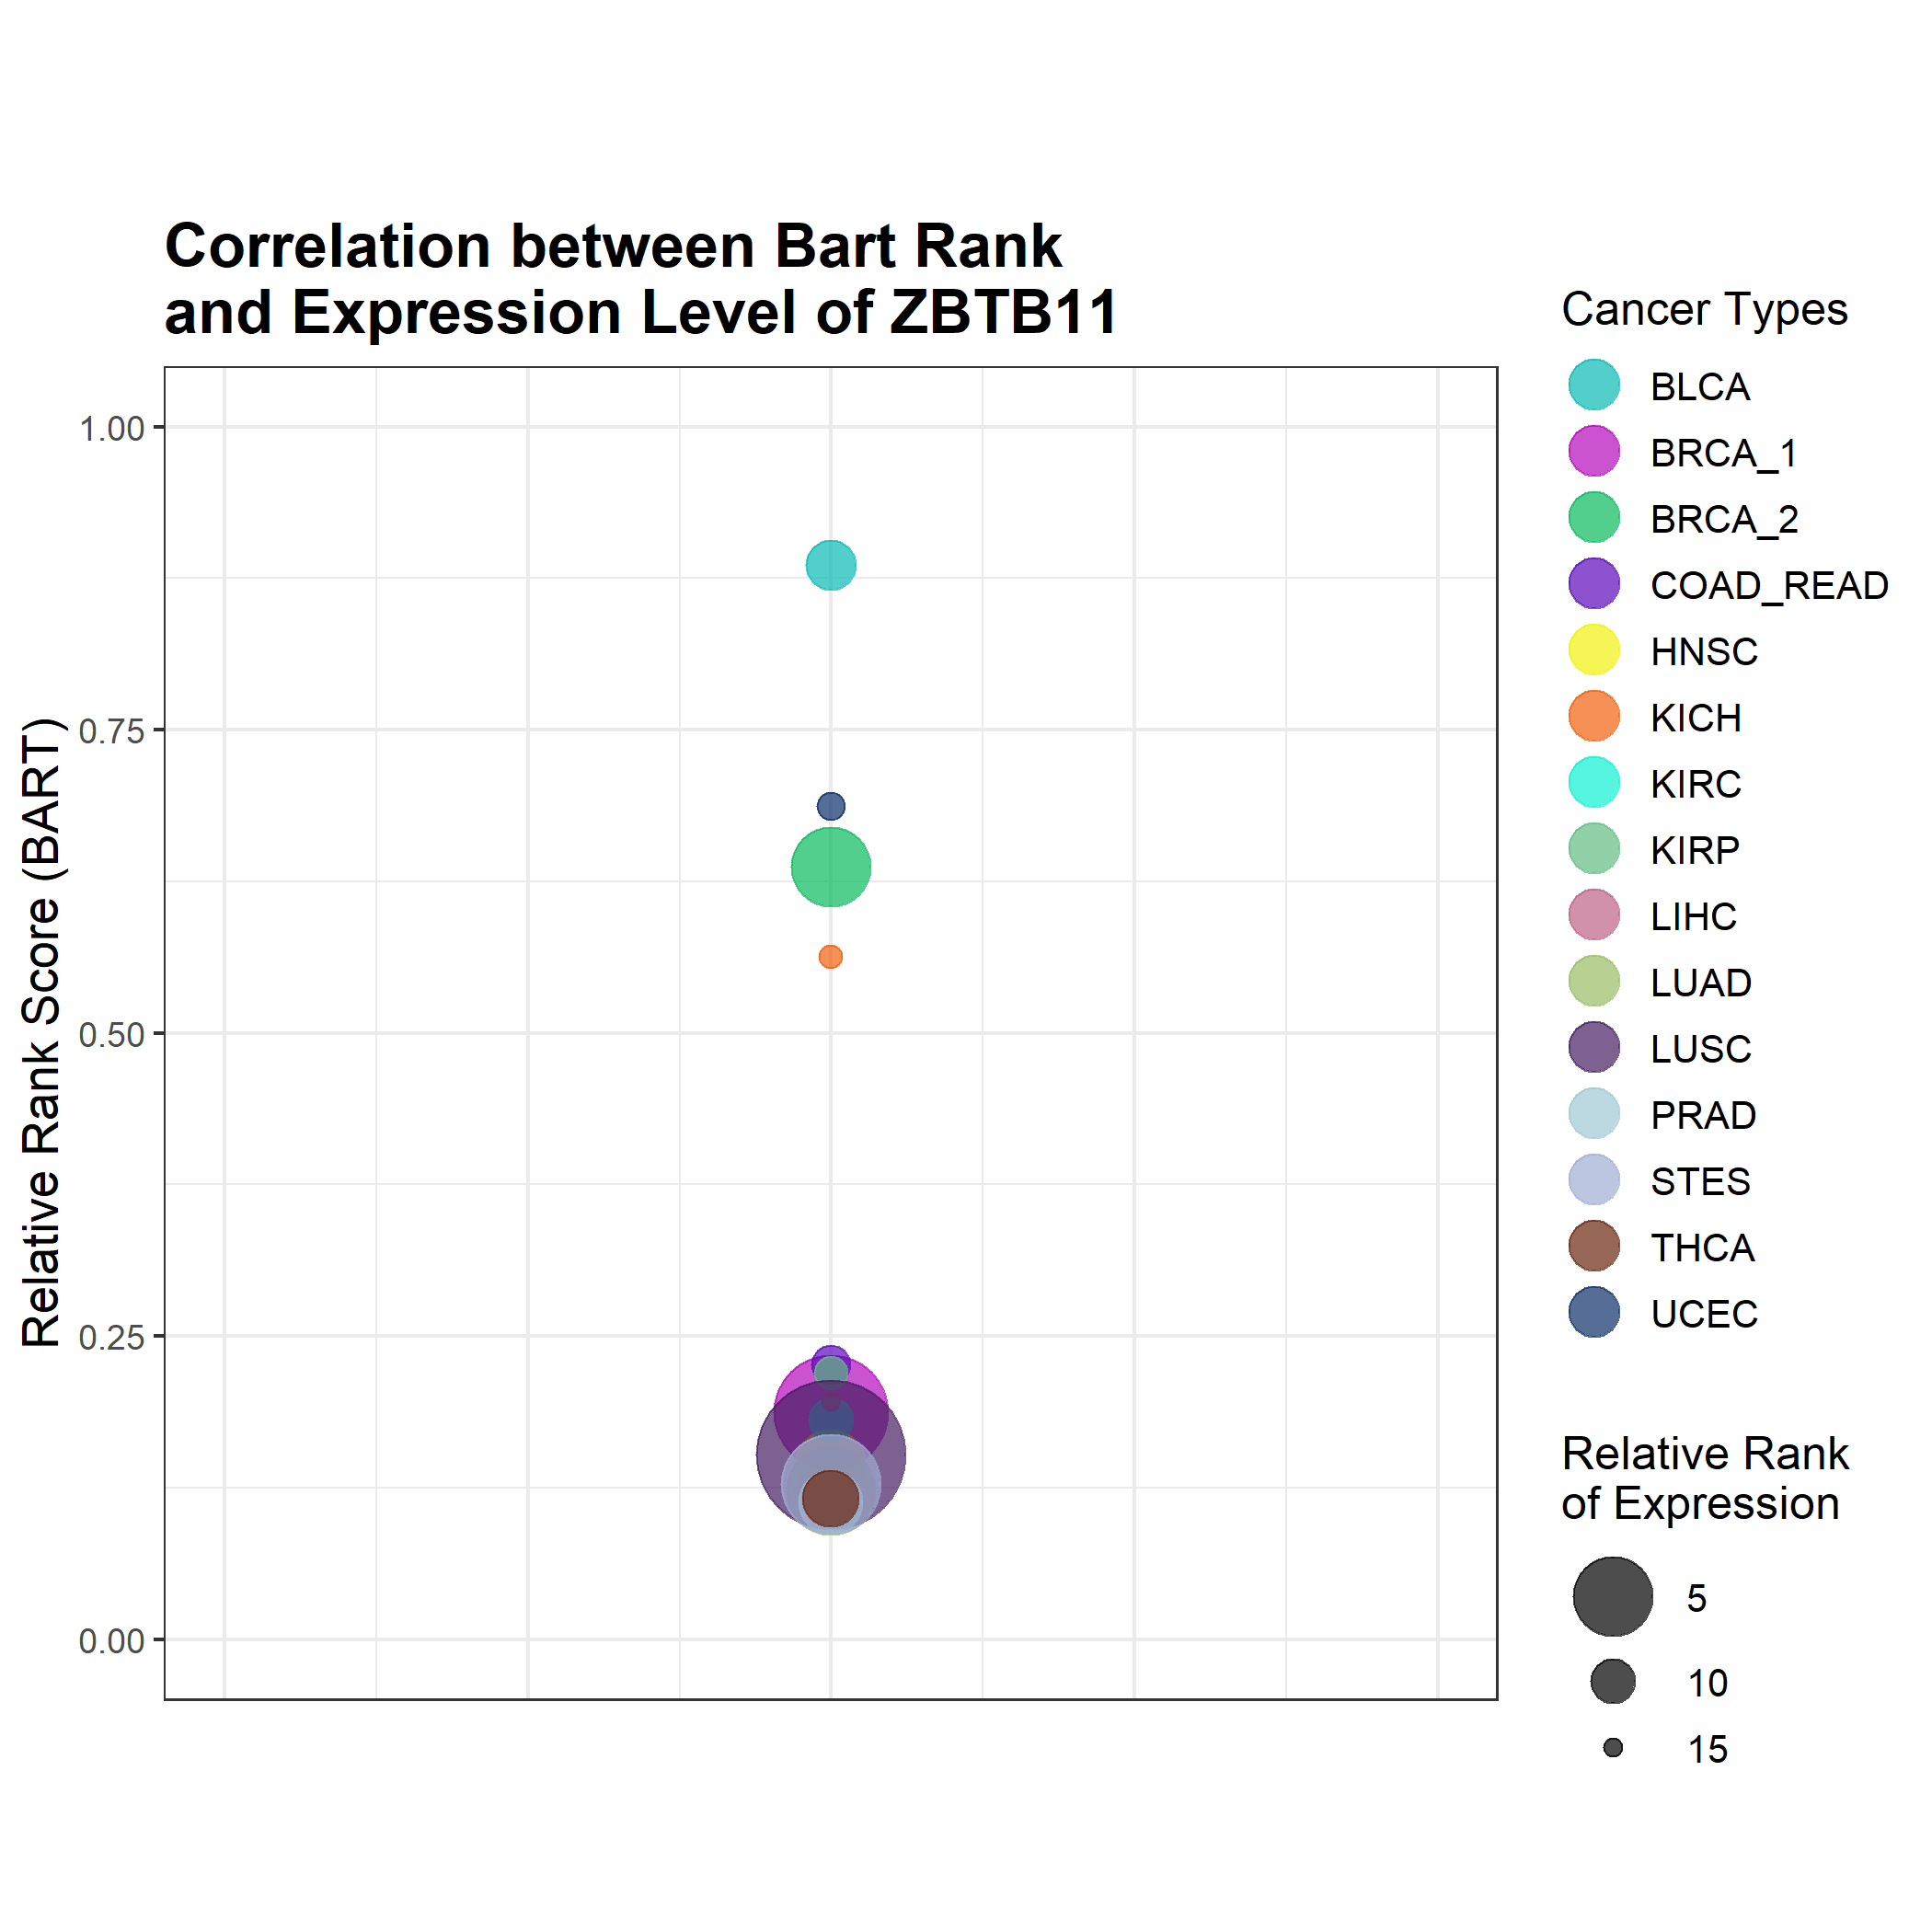 Correlation between Bart Rank
and Expression Level of ZBTB11
Relative Rank Score (BART)
1.00
0.75
0.50
0.25
0.00
Cancer Types
BLCA
BRCA_1
BRCA_2
COAD_READ
HNSC
KICH
KIRC
KIRP
LIHC
LUAD
LUSC
PRAD
STES
THCA
UCEC
Relative Rank
of Expression
5
10
15